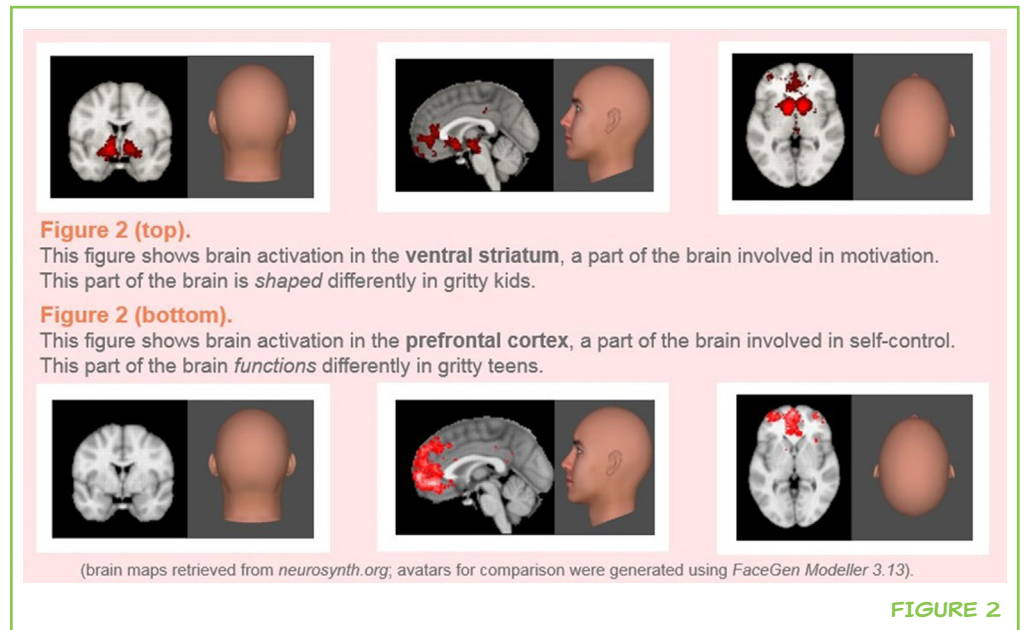 Figure 2 (top).
This figure shows brain activation in the ventral striatum, a part of the brain involved in motivation.
This part of the brain is shaped differently in gritty kids.
Figure 2 (bottom).
This figure shows brain activation in the prefrontal cortex, a part of the brain involved in self-control.
This part of the brain functions differently in gritty teens.
(brain maps retrieved from neurosynth.org; avatars for comparison were generated using FaceGen Modeller 3.13).
FIGURE 2